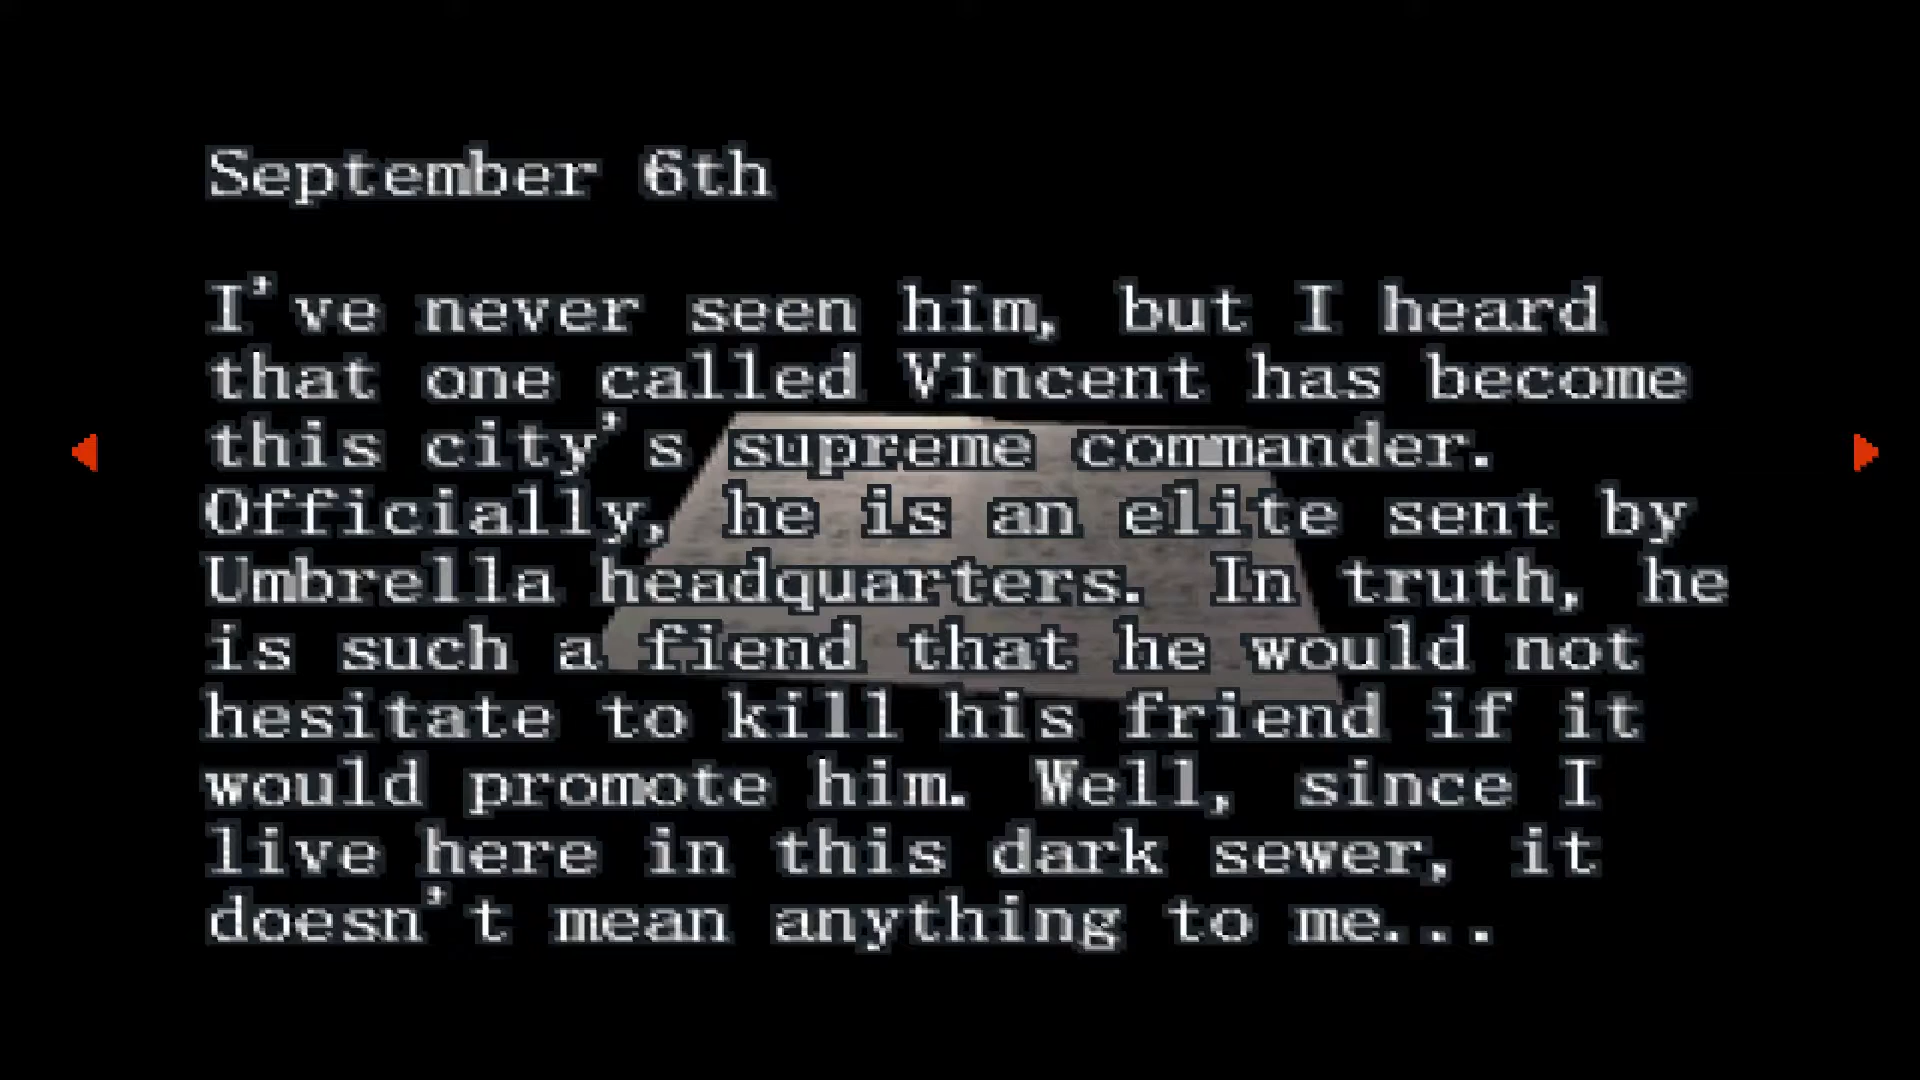 September 6th
I've never seen him, but I heard
that one called Vincent has become
this city's supreme commander.
Officially, he is an elite sent by
Umbrella headquarters. In truth, he
is such a fiend that he would not
hesitate to kill his friend if it
would promote him. Well, since I
live here in this dark sewer, it
doesn't mean anything to me...